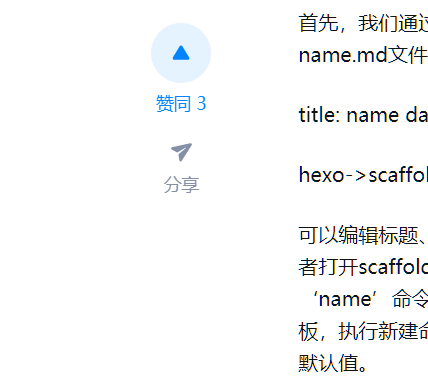 赞同 3
分享
首先，我们通过
name.md文件
title: name da
hexo->scaffol
可以编辑标题、
者打开scaffold
‘name’命令
板，执行新建命
默认值。